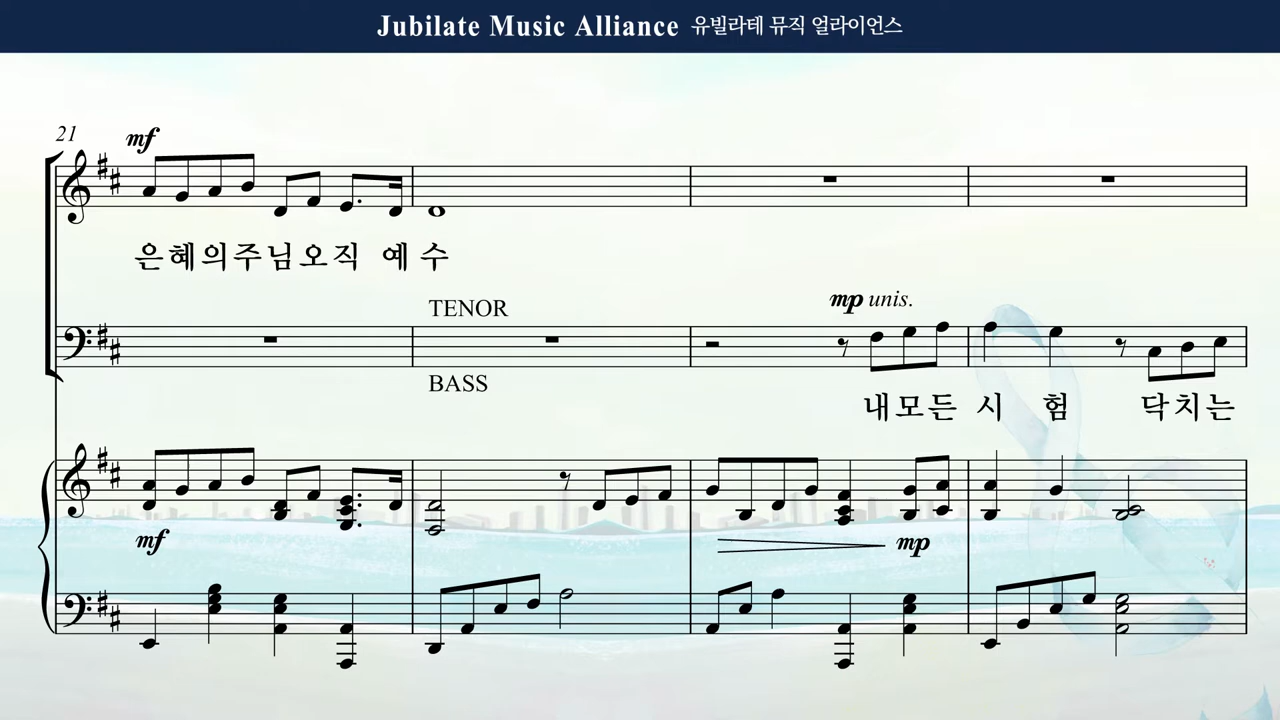 Jubilate Music Alliance 유빌라테 뮤직 얼라이언스
21
mf
은혜의주님오직 예수
TENOR
mp unis.
BASS
내모든 시 험 닥치는
mf
mp